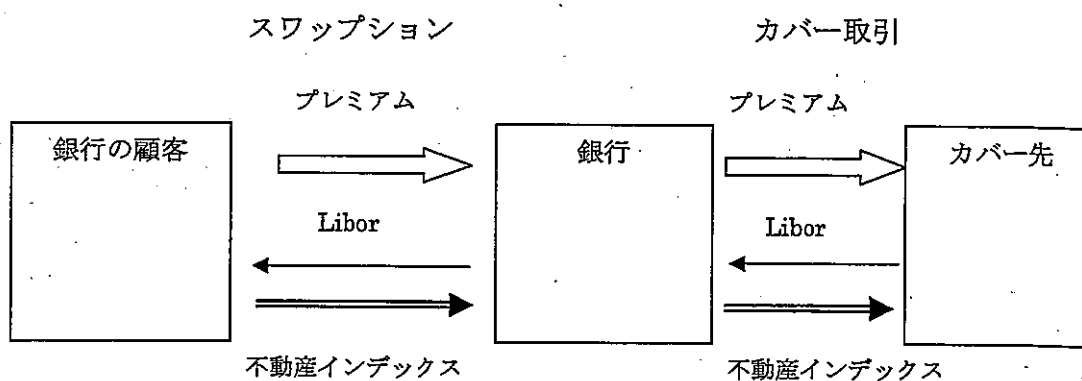 スワップション
カバー取引
プレミアム
プレミアム
銀行の顧客
銀行
カバー先
Libor
Libor
不動産インデックス
不動産インデックス